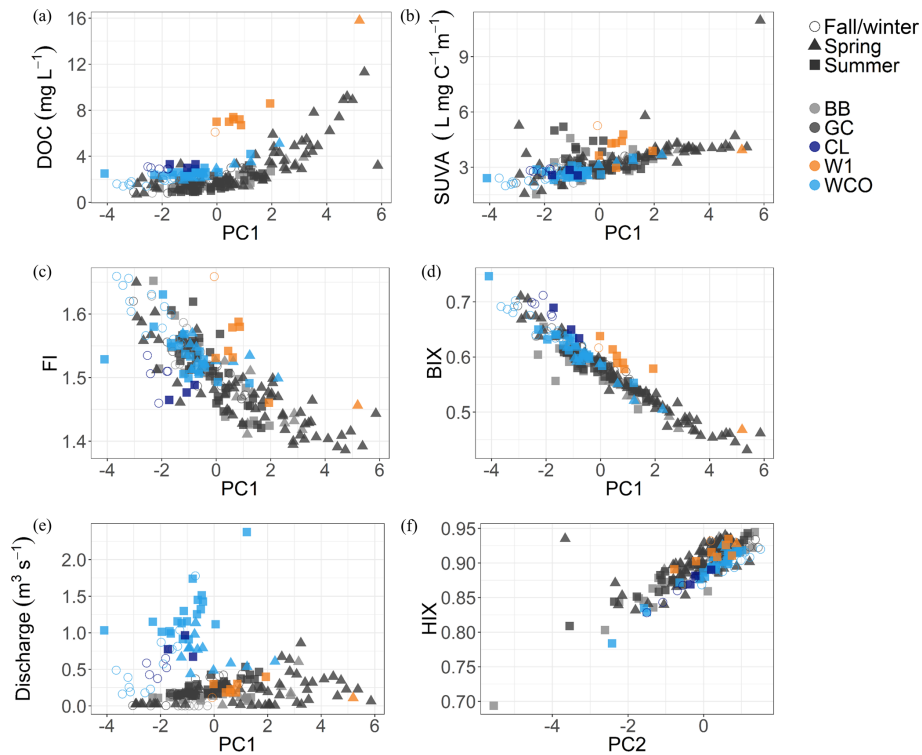 (a)
DOC (mg L⁻¹)
16
12
8
4
0
-4
-2
0
2
4
6
PC1
(b)
SUVA ( L mg C⁻¹m⁻¹)
9
6
3
-4
-2
0
2
4
6
PC1
Fall/winter
Spring
Summer
BB
GC
CL
W1
WCO
(c)
FI
1.6
1.5
1.4
-4
-2
0
2
4
6
PC1
(d)
BIX
0.7
0.6
0.5
-4
-2
0
2
4
6
PC1
(e)
Discharge (m³ s⁻¹)
2.0
1.5
1.0
0.5
0.0
-4
-2
0
2
4
6
PC1
(f)
HIX
0.95
0.90
0.85
0.80
0.75
0.70
-4
-2
0
PC2